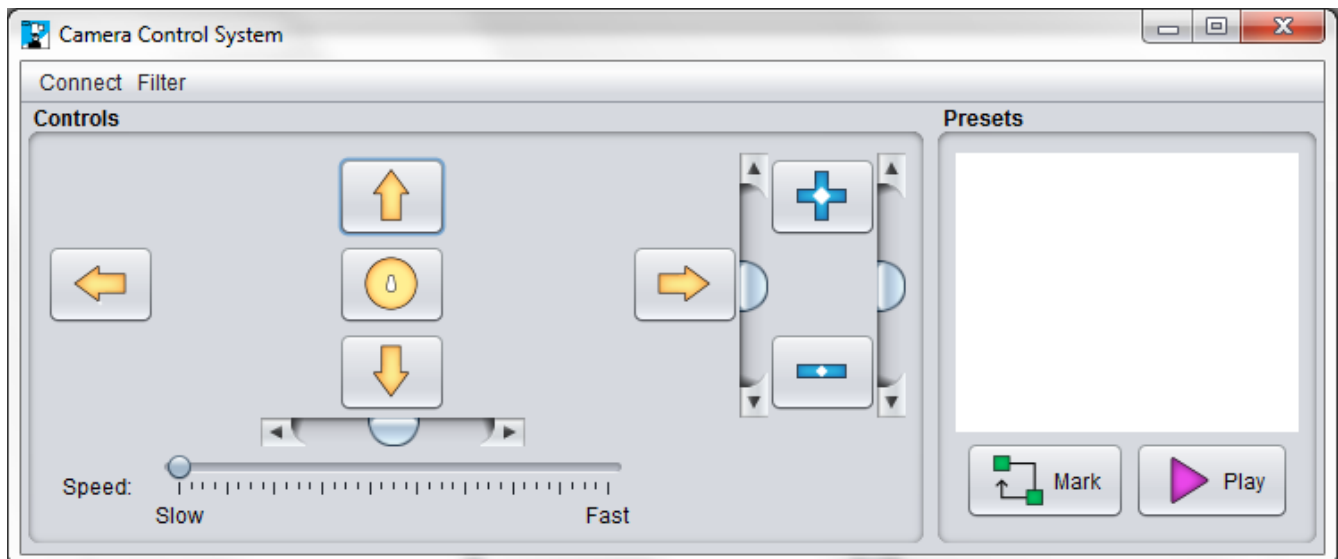 Camera Control System
Connect Filter
Controls
Presets
Speed:
Slow
Fast
Mark
Play